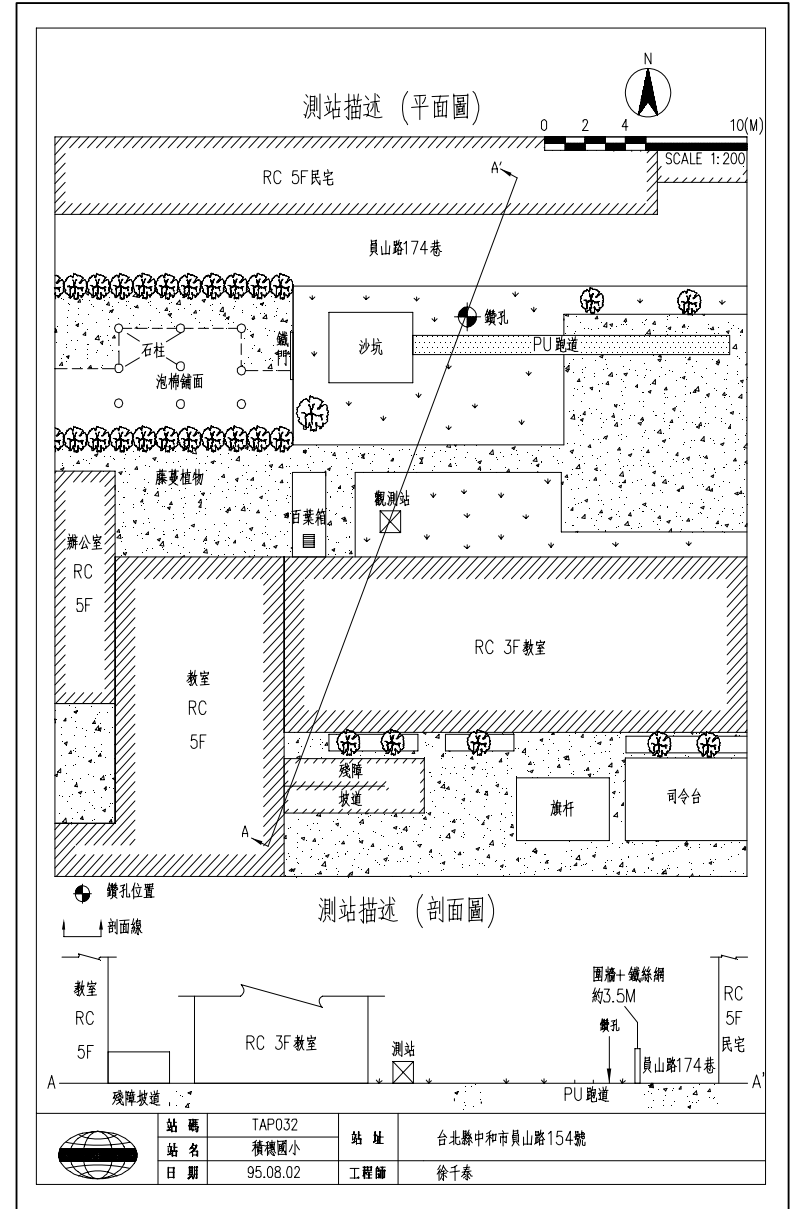 N
測站描述 (平面圖)
0 2 4 10(M)
SCALE 1:200
RC 5F民宅
A'
員山路174巷
鑽孔
鐵門
沙坑
PU跑道
石柱
泡棉舖面
藤蔓植物
百葉箱
觀測站
辦公室
RC
5F
RC 3F教室
教室
RC
5F
殘障
坡道
旗杆
司令台
A
鑽孔位置
剖面線
測站描述 (剖面圖)
教室
RC
5F
RC 3F教室
測站
圍牆+鐵絲網
約3.5M
鑽孔
員山路174巷
RC
5F
民宅
A
A'
殘障坡道
PU跑道
站 碼 TAP032
站 名 積穗國小
日 期 95.08.02
站 址 台北縣中和市員山路154號
工程師 徐千泰